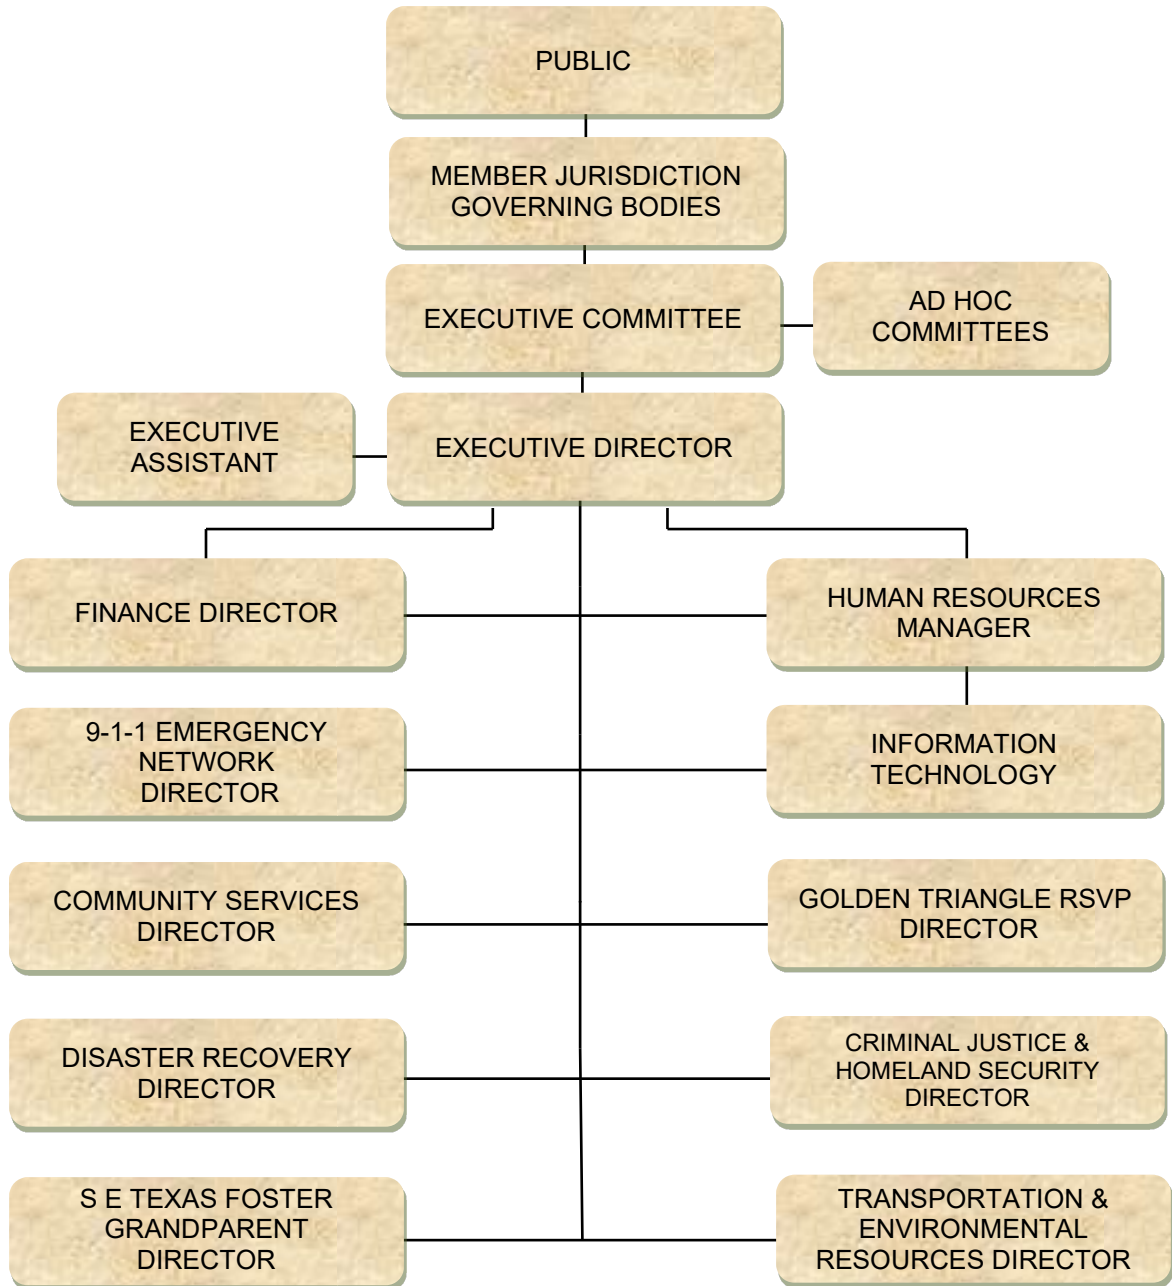 PUBLIC
MEMBER JURISDICTION
GOVERNING BODIES
EXECUTIVE COMMITTEE
AD HOC
COMMITTEES
EXECUTIVE
ASSISTANT
EXECUTIVE DIRECTOR
FINANCE DIRECTOR
HUMAN RESOURCES
MANAGER
9-1-1 EMERGENCY
NETWORK
DIRECTOR
INFORMATION
TECHNOLOGY
COMMUNITY SERVICES
DIRECTOR
GOLDEN TRIANGLE RSVP
DIRECTOR
DISASTER RECOVERY
DIRECTOR
CRIMINAL JUSTICE &
HOMELAND SECURITY
DIRECTOR
S E TEXAS FOSTER
GRANDPARENT
DIRECTOR
TRANSPORTATION &
ENVIRONMENTAL
RESOURCES DIRECTOR